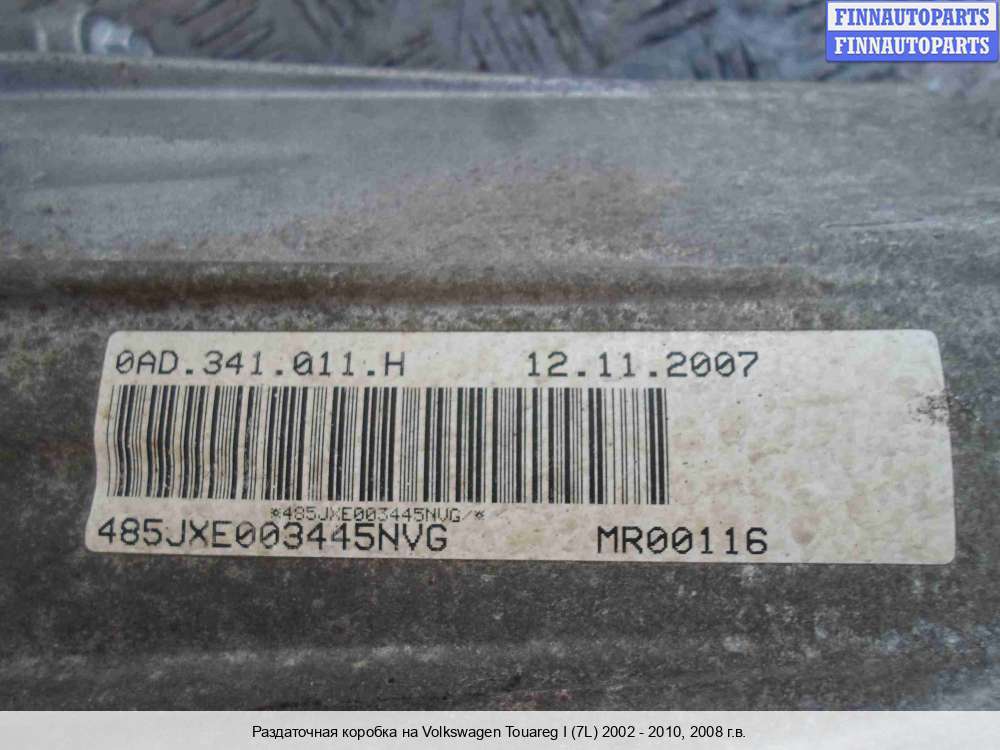 FINNAUTOPARTS
FINNAUTOPARTS
0AD.341.011.H 12.11.2007
*485JXE003445NVG/*
485JXE003445NVG MR00116
Раздаточная коробка на Volkswagen Touareg I (7L) 2002 - 2010, 2008 г.в.